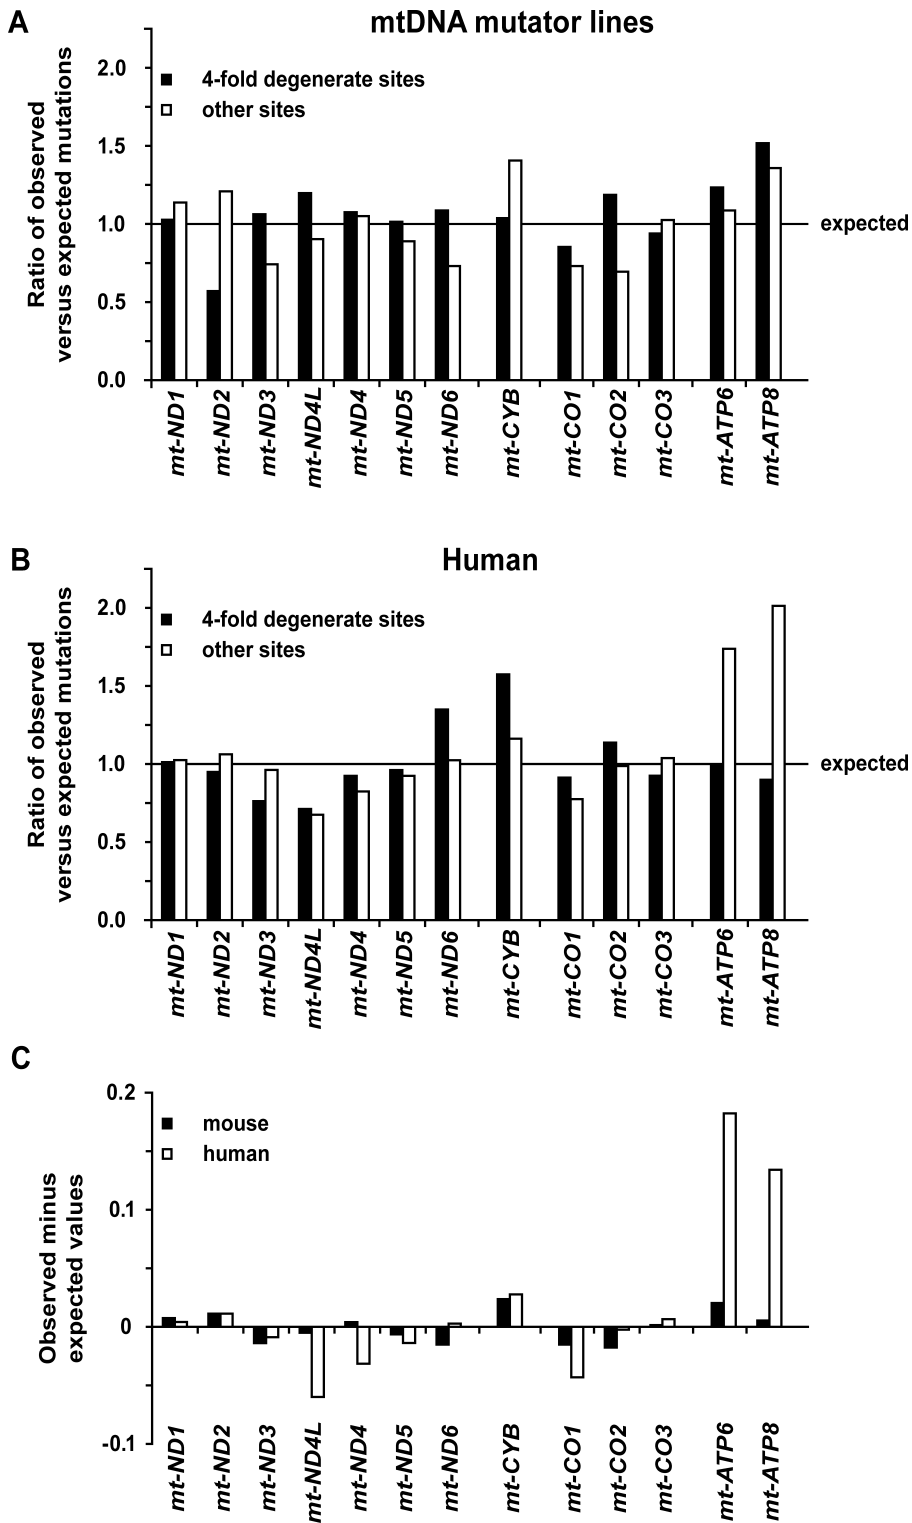 A
mtDNA mutator lines
Ratio of observed
versus expected mutations
2.0
1.5
1.0
0.5
0.0
4-fold degenerate sites
other sites
expected
mt-ND1
mt-ND2
mt-ND3
mt-ND4L
mt-ND4
mt-ND5
mt-ND6
mt-CYB
mt-CO1
mt-CO2
mt-CO3
mt-ATP6
mt-ATP8
B
Human
Ratio of observed
versus expected mutations
2.0
1.5
1.0
0.5
0.0
4-fold degenerate sites
other sites
expected
mt-ND1
mt-ND2
mt-ND3
mt-ND4L
mt-ND4
mt-ND5
mt-ND6
mt-CYB
mt-CO1
mt-CO2
mt-CO3
mt-ATP6
mt-ATP8
C
Observed minus
expected values
0.2
0.1
0
-0.1
mouse
human
mt-ND1
mt-ND2
mt-ND3
mt-ND4L
mt-ND4
mt-ND5
mt-ND6
mt-CYB
mt-CO1
mt-CO2
mt-CO3
mt-ATP6
mt-ATP8